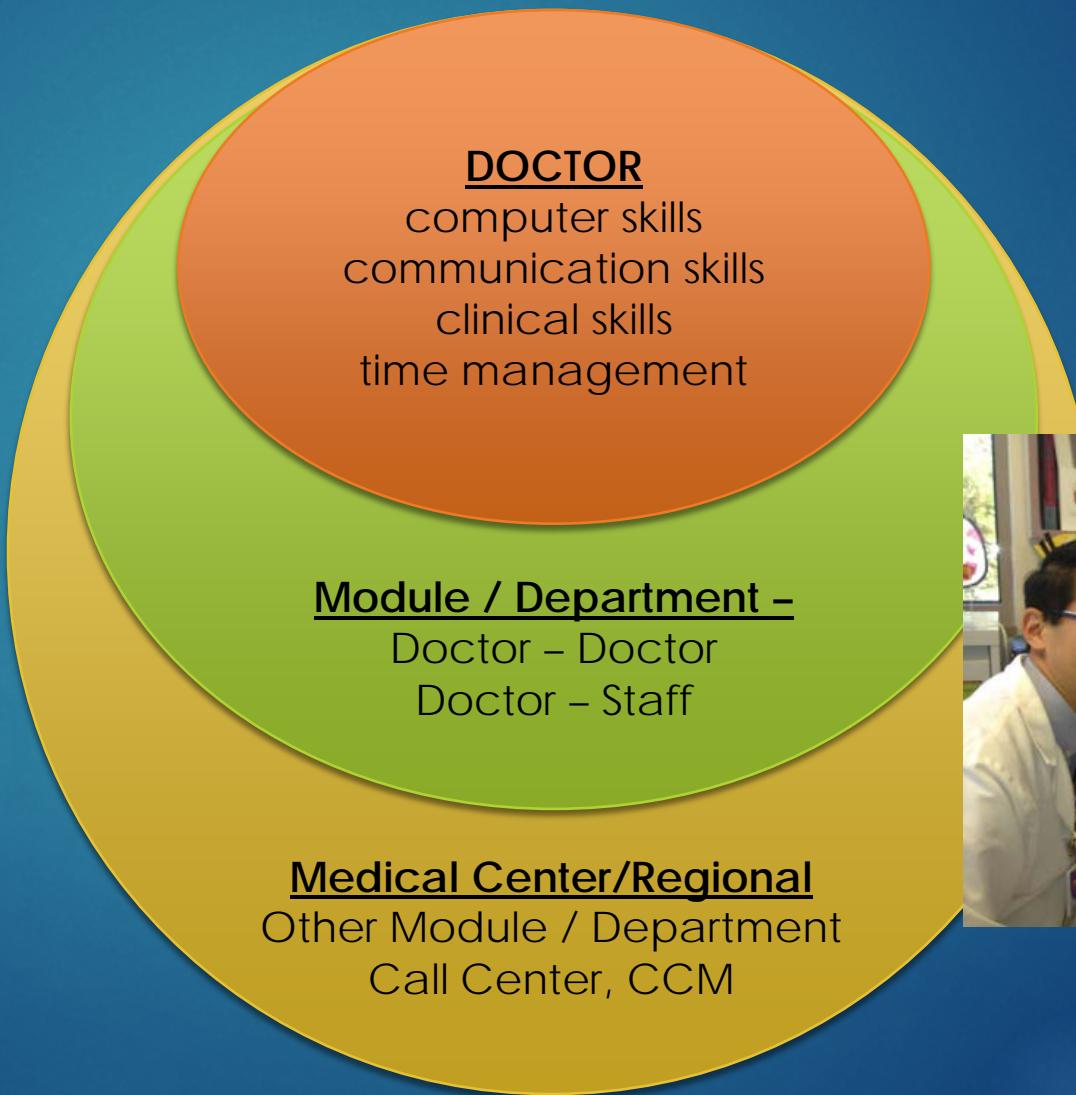 DOCTOR
computer skills
communication skills
clinical skills
time management
Module / Department –
Doctor – Doctor
Doctor – Staff
Medical Center/Regional
Other Module / Department
Call Center, CCM